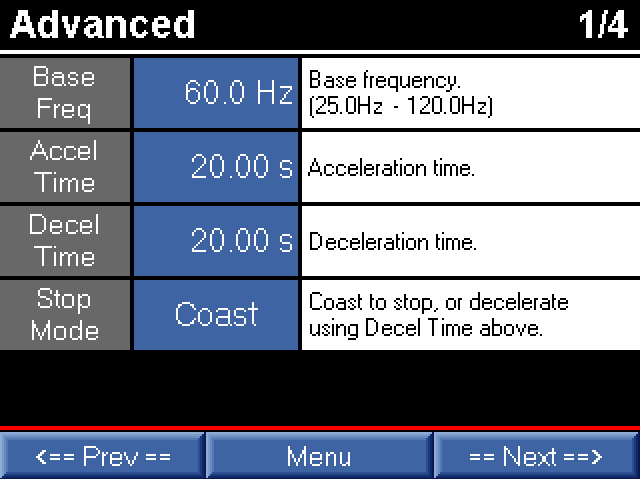 Advanced 1/4
Base
Freq
60.0 Hz
Base frequency.
(25.0Hz - 120.0Hz)
Accel
Time
20.00 s
Acceleration time.
Decel
Time
20.00 s
Deceleration time.
Stop
Mode
Coast
Coast to stop, or decelerate
using Decel Time above.
<== Prev == Menu == Next ==>